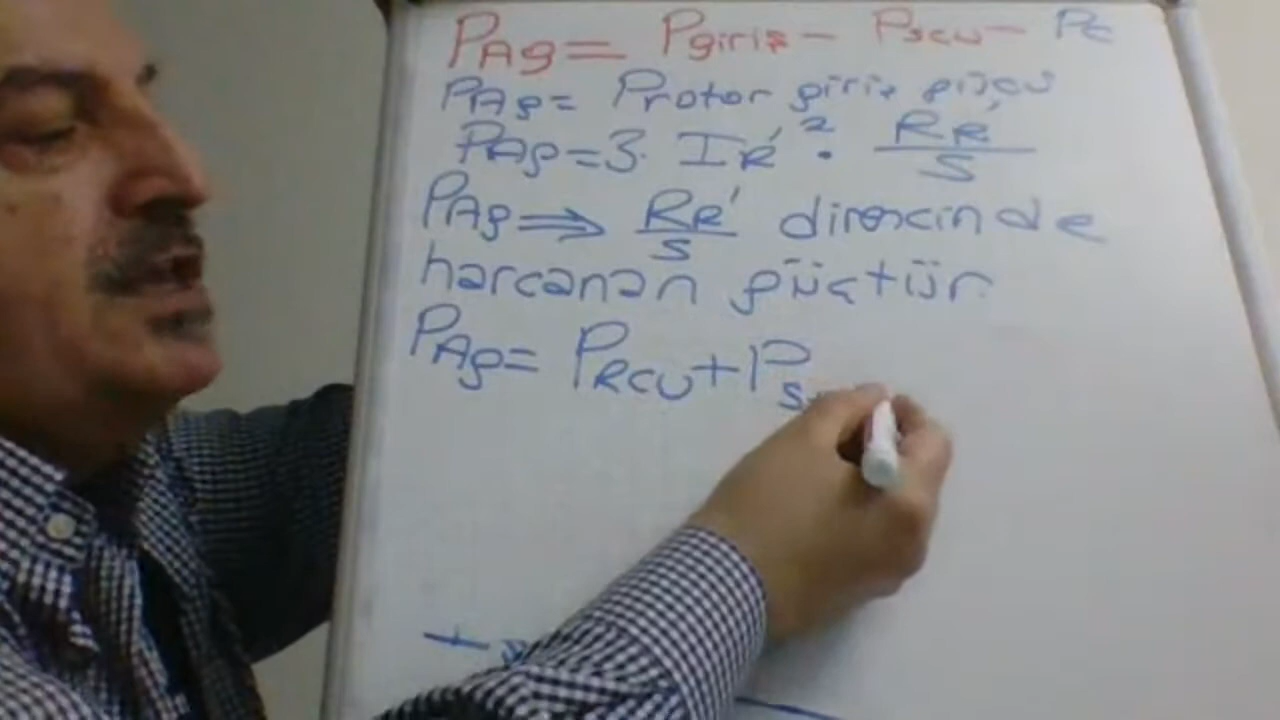 PAg = Pgiriş - Pscu - Pc
PAg = Protor giriş gücü
PAg = 3. IR'² . RR'/S
PAg ⇒ RR'/S direncinde
harcanan güçtür.
PAg = PRCU + Ps